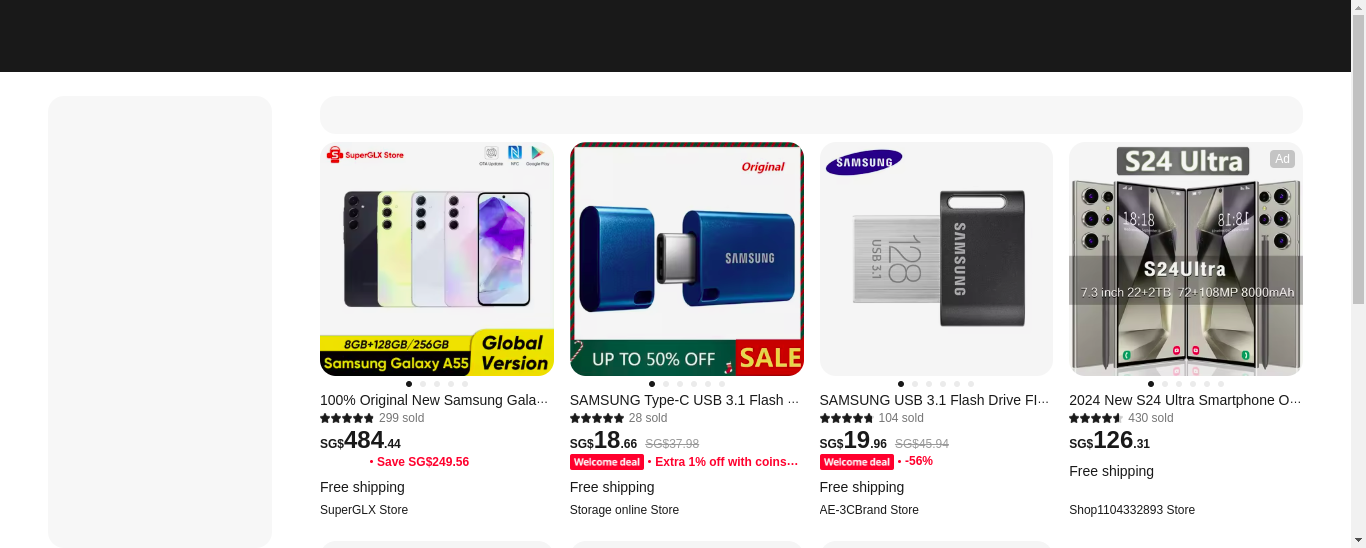 SuperGLX Store
OTA Update NFC Google Play
8GB+128GB/256GB
Samsung Galaxy A55
Global
Version
100% Original New Samsung Gala...
299 sold
SG$484.44
• Save SG$249.56
Free shipping
SuperGLX Store
Original
SAMSUNG
UP TO 50% OFF
SALE
SAMSUNG Type-C USB 3.1 Flash ...
28 sold
SG$18.66 SG$37.98
Welcome deal • Extra 1% off with coins...
Free shipping
Storage online Store
SAMSUNG
128
USB 3.1
SAMSUNG
SAMSUNG USB 3.1 Flash Drive FI...
104 sold
SG$19.96 SG$45.94
Welcome deal • -56%
Free shipping
AE-3CBrand Store
S24 Ultra
Ad
18:18
18:18
S24Ultra
7.3 inch 22+2TB 72+108MP 8000mAh
2024 New S24 Ultra Smartphone O...
430 sold
SG$126.31
Free shipping
Shop1104332893 Store